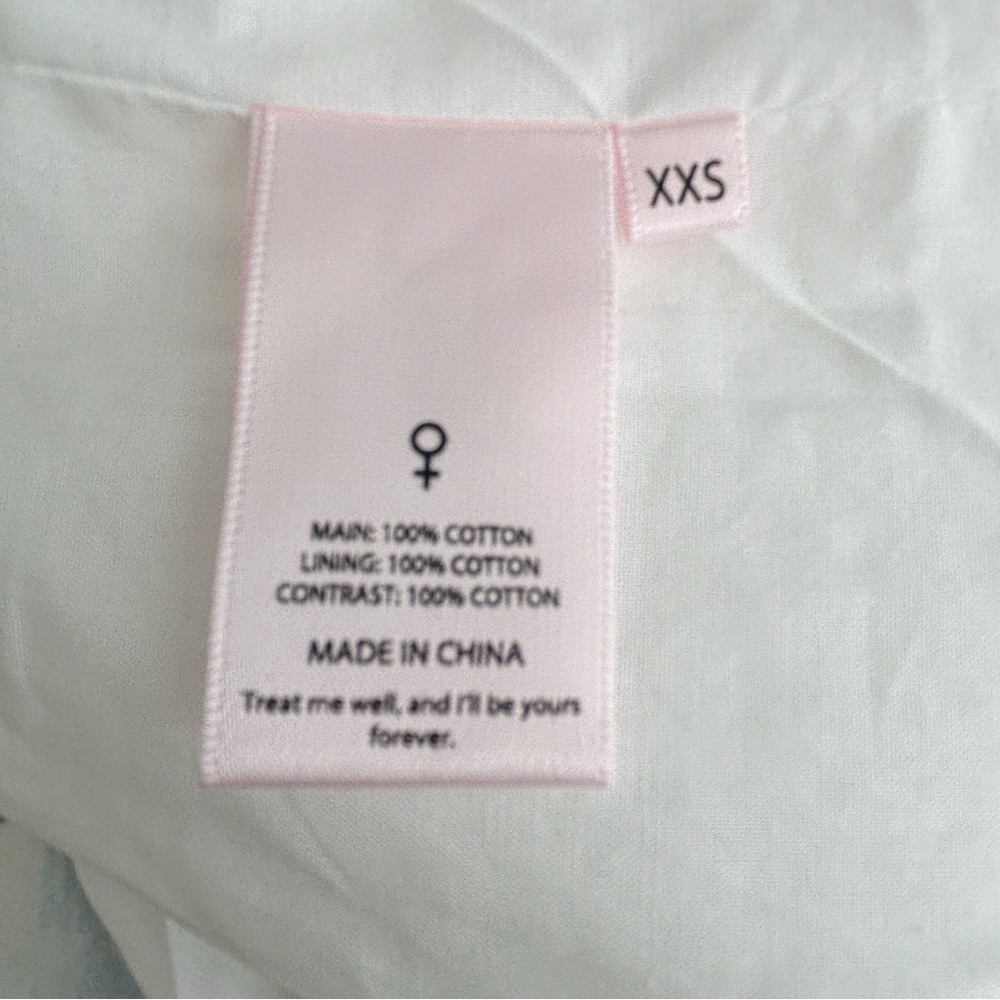 XXS
MAIN: 100% COTTON
LINING: 100% COTTON
CONTRAST: 100% COTTON
MADE IN CHINA
Treat me well, and I'll be yours
forever.